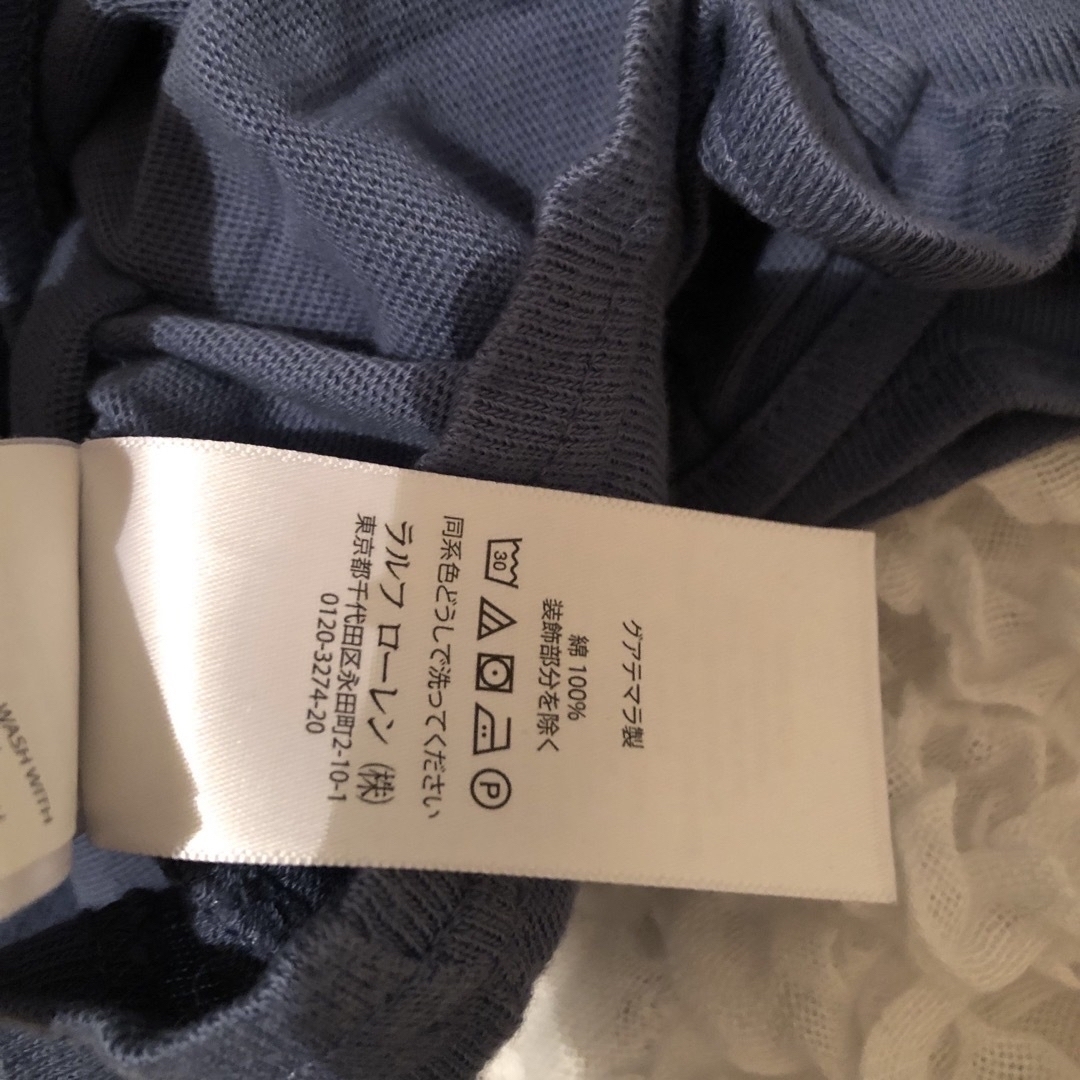 グアテマラ製
綿 100%
装飾部分を除く
30
P
同系色どうしで洗ってください
ラルフ ローレン (株)
東京都千代田区永田町2-10-1
0120-3274-20
WASH WITH